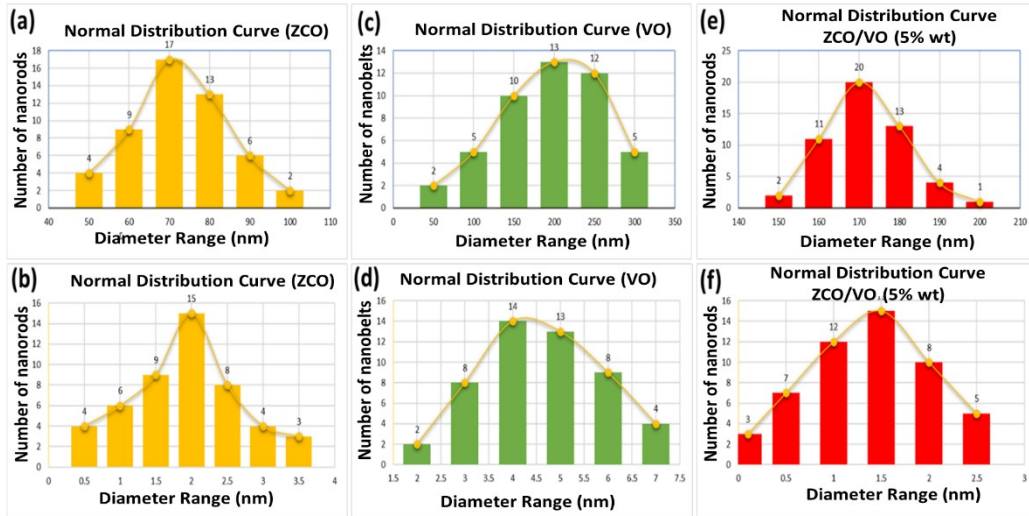 (a)
Normal Distribution Curve (ZCO)
Number of nanorods
18
16
14
12
10
8
6
4
2
0
4
9
17
13
6
2
40 50 60 70 80 90 100 110
Diameter Range (nm)
(c)
Normal Distribution Curve (VO)
Number of nanobelts
16
14
12
10
8
6
4
2
0
2
5
10
13
12
5
0 50 100 150 200 250 300 350
Diameter Range (nm)
(e)
Normal Distribution Curve
ZCO/VO (5% wt)
Number of nanorods
25
20
15
10
5
0
2
11
20
13
4
1
140 150 160 170 180 190 200 210
Diameter Range (nm)
(b)
Normal Distribution Curve (ZCO)
Number of nanorods
16
14
12
10
8
6
4
2
0
4
6
9
15
8
4
3
0 0.5 1 1.5 2 2.5 3 3.5 4
Diameter Range (nm)
(d)
Normal Distribution Curve (VO)
Number of nanobelts
16
14
12
10
8
6
4
2
0
2
8
14
13
9
4
1.5 2 2.5 3 3.5 4 4.5 5 5.5 6 6.5 7 7.5
Diameter Range (nm)
(f)
Normal Distribution Curve
ZCO/VO (5% wt)
Number of nanorods
16
14
12
10
8
6
4
2
0
3
7
12
8
5
0 0.5 1 1.5 2 2.5 3
Diameter Range (nm)